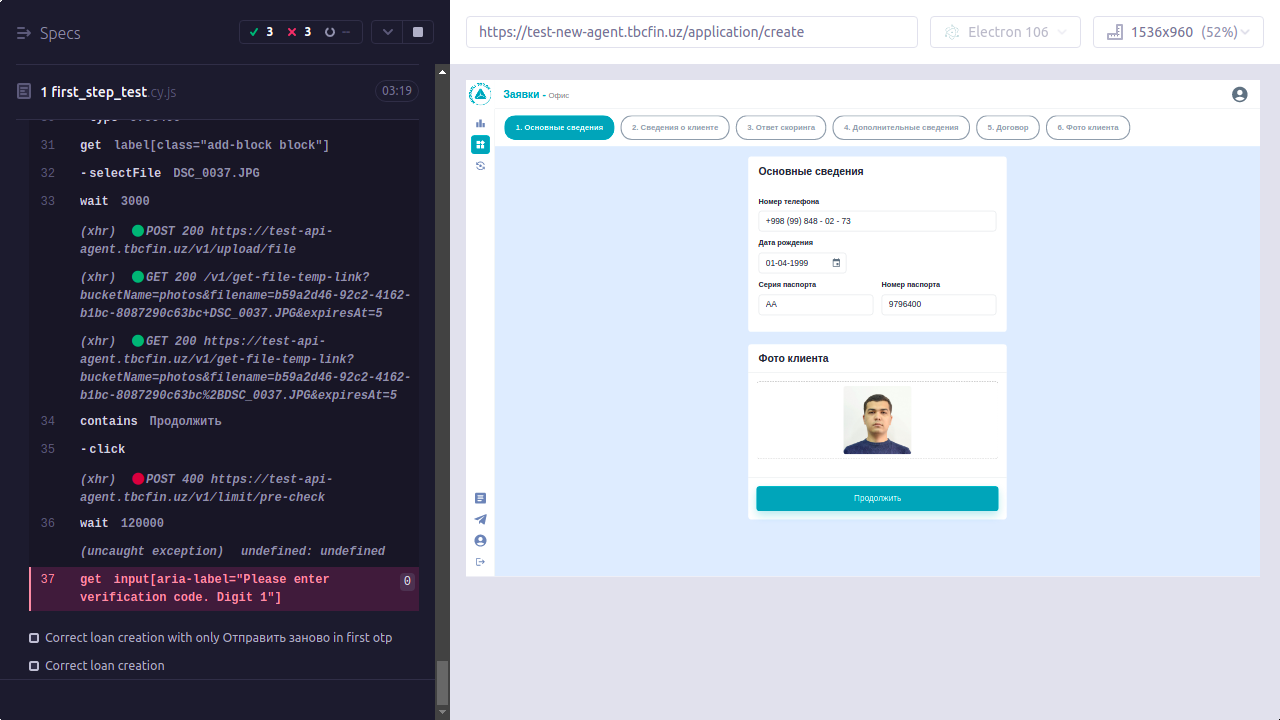 Specs
3
3
--
https://test-new-agent.tbcfin.uz/application/create
Electron 106
1536x960 (52%)
1 first_step_test.cy.js
03:19
31 get label[class="add-block block"]
32 -selectFile DSC_0037.JPG
33 wait 3000
(xhr) POST 200 https://test-api-
agent.tbcfin.uz/v1/upload/file
(xhr) GET 200 /v1/get-file-temp-link?
bucketName=photos&filename=b59a2d46-92c2-4162-
b1bc-8087290c63bc+DSC_0037.JPG&expiresAt=5
(xhr) GET 200 https://test-api-
agent.tbcfin.uz/v1/get-file-temp-link?
bucketName=photos&filename=b59a2d46-92c2-4162-
b1bc-8087290c63bc%2BDSC_0037.JPG&expiresAt=5
34 contains Продолжить
35 -click
(xhr) POST 400 https://test-api-
agent.tbcfin.uz/v1/limit/pre-check
36 wait 120000
(uncaught exception) undefined: undefined
37 get input[aria-label="Please enter
verification code. Digit 1"]
0
Correct loan creation with only Отправить заново in first otp
Correct loan creation
Заявки - Офис
1. Основные сведения
2. Сведения о клиенте
3. Ответ скоринга
4. Дополнительные сведения
5. Договор
6. Фото клиента
Основные сведения
Номер телефона
+998 (99) 848 - 02 - 73
Дата рождения
01-04-1999
Серия паспорта Номер паспорта
AA 9796400
Фото клиента
Продолжить